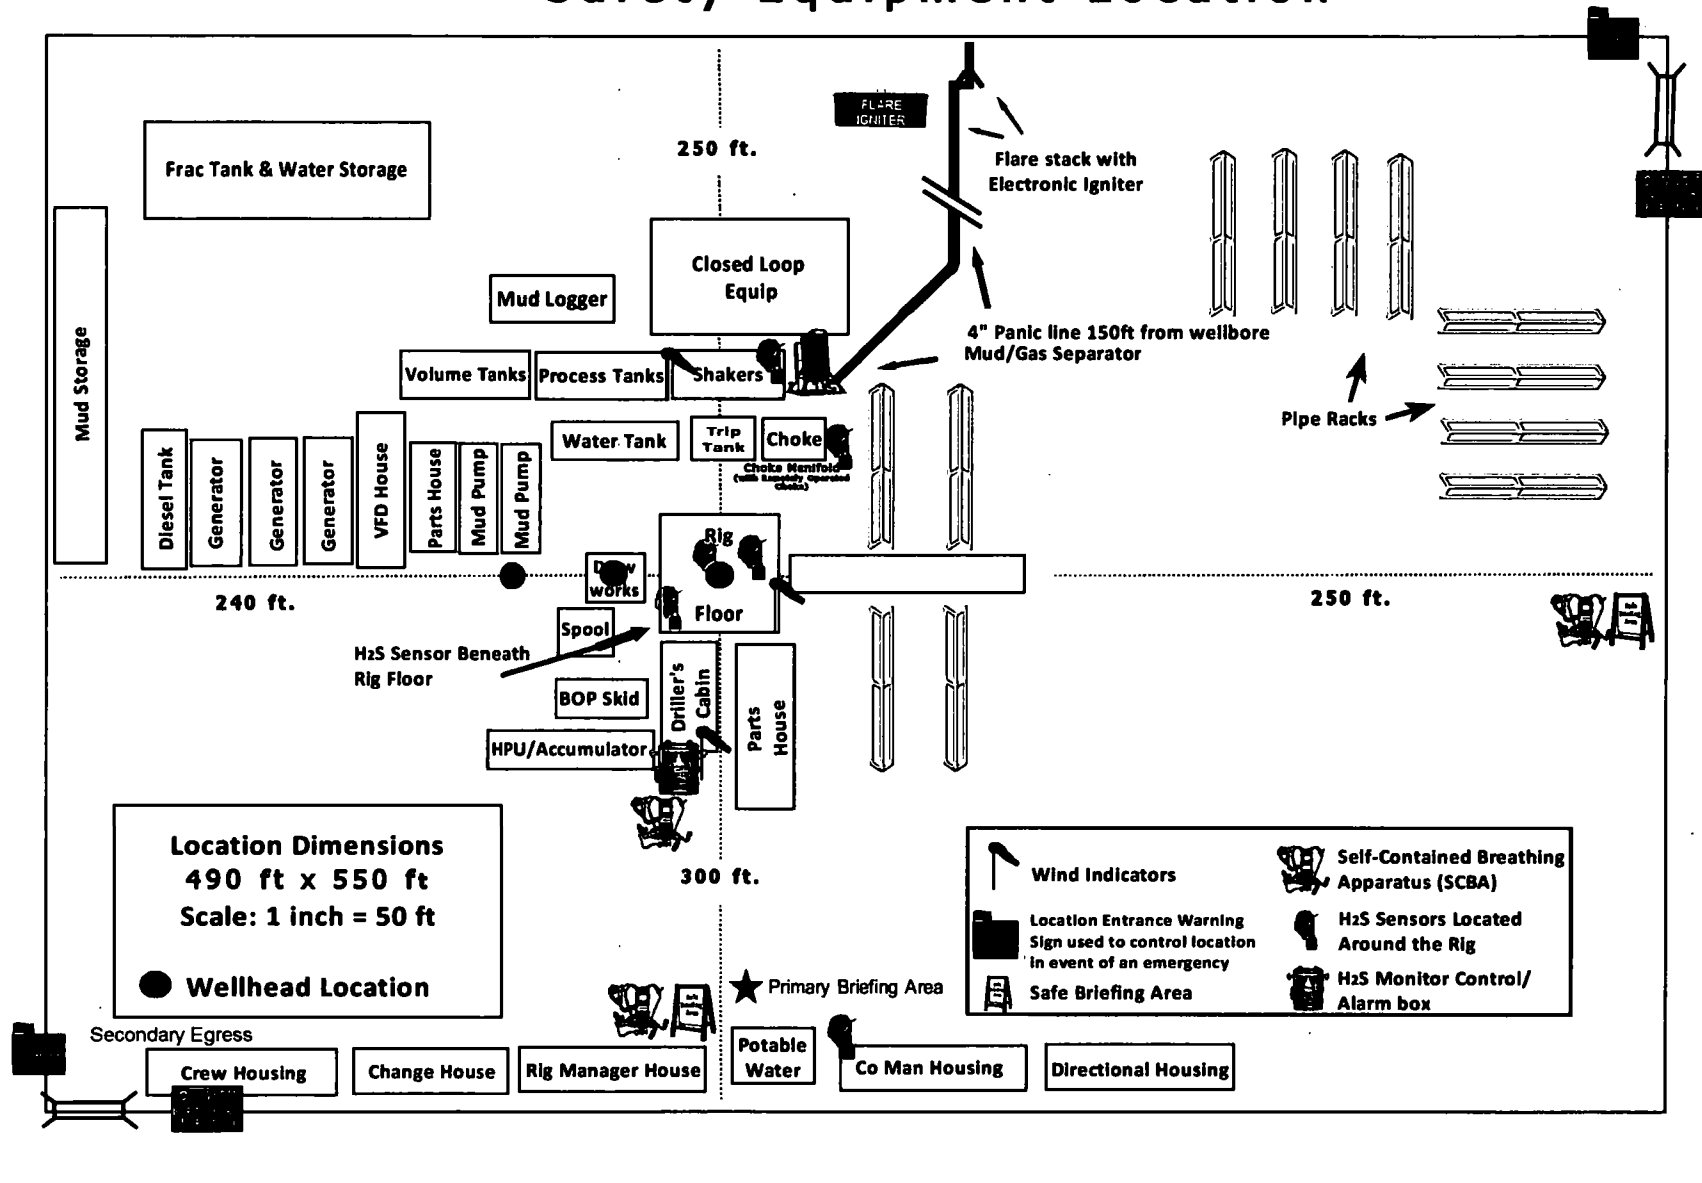 Safety Equipment Location
FLARE
IGNITER
250 ft.
Flare stack with
Electronic Igniter
Frac Tank & Water Storage
Closed Loop
Equip
Mud Logger
4" Panic line 150ft from wellbore
Mud/Gas Separator
Mud Storage
Volume Tanks
Process Tanks
Shakers
Pipe Racks
Water Tank
Trip
Tank
Choke
Choke Manifold
(with Remotely Operated
Choke)
Diesel Tank
Generator
Generator
Generator
VFD House
Parts House
Mud Pump
Mud Pump
Rig
Floor
works
240 ft.
250 ft.
Spool
H2S Sensor Beneath
Rig Floor
BOP Skid
Driller's
Cabin
Parts
House
HPU/Accumulator
300 ft.
Location Dimensions
490 ft x 550 ft
Scale: 1 inch = 50 ft
Wellhead Location
Wind Indicators
Location Entrance Warning
Sign used to control location
in event of an emergency
Safe Briefing Area
Self-Contained Breathing
Apparatus (SCBA)
H2S Sensors Located
Around the Rig
H2S Monitor Control/
Alarm box
Primary Briefing Area
Secondary Egress
Crew Housing
Change House
Rig Manager House
Potable
Water
Co Man Housing
Directional Housing